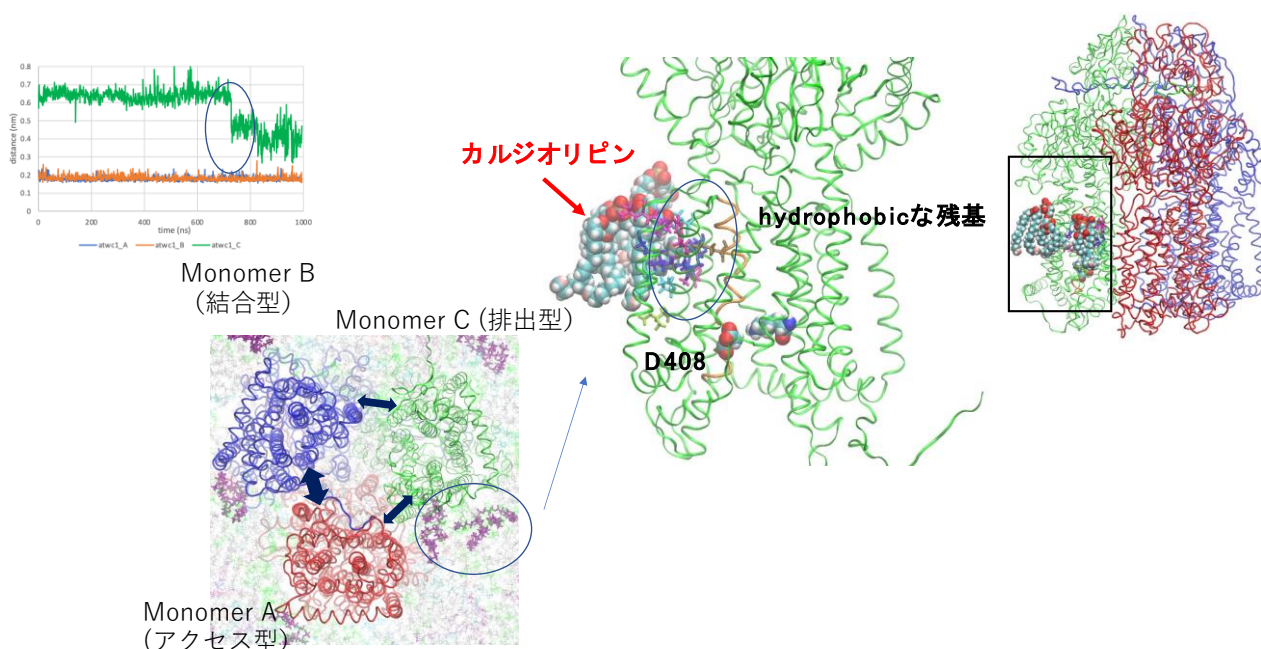 0.8
0.7
0.6
0.5
0.4
0.3
0.2
0.1
0
distance (nm)
0 200 400 600 800 1000
time (ns)
atwc1_A atwc1_B atwc1_C
Monomer B
(結合型)
Monomer C (排出型)
Monomer A
(アクセス型)
カルジオリピン
hydrophobicな残基
D408